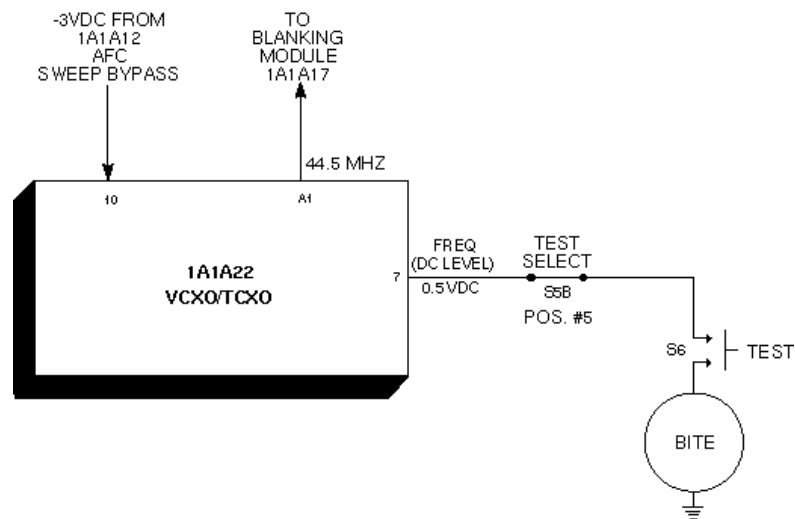 -3VDC FROM
1A1A12
AFC
SWEEP BYPASS
TO
BLANKING
MODULE
1A1A17
44.5 MHZ
10
A1
1A1A22
VCXO/TCXO
7
FREQ
(DC LEVEL)
0.5VDC
TEST
SELECT
S5B
POS. #5
S6
TEST
BITE